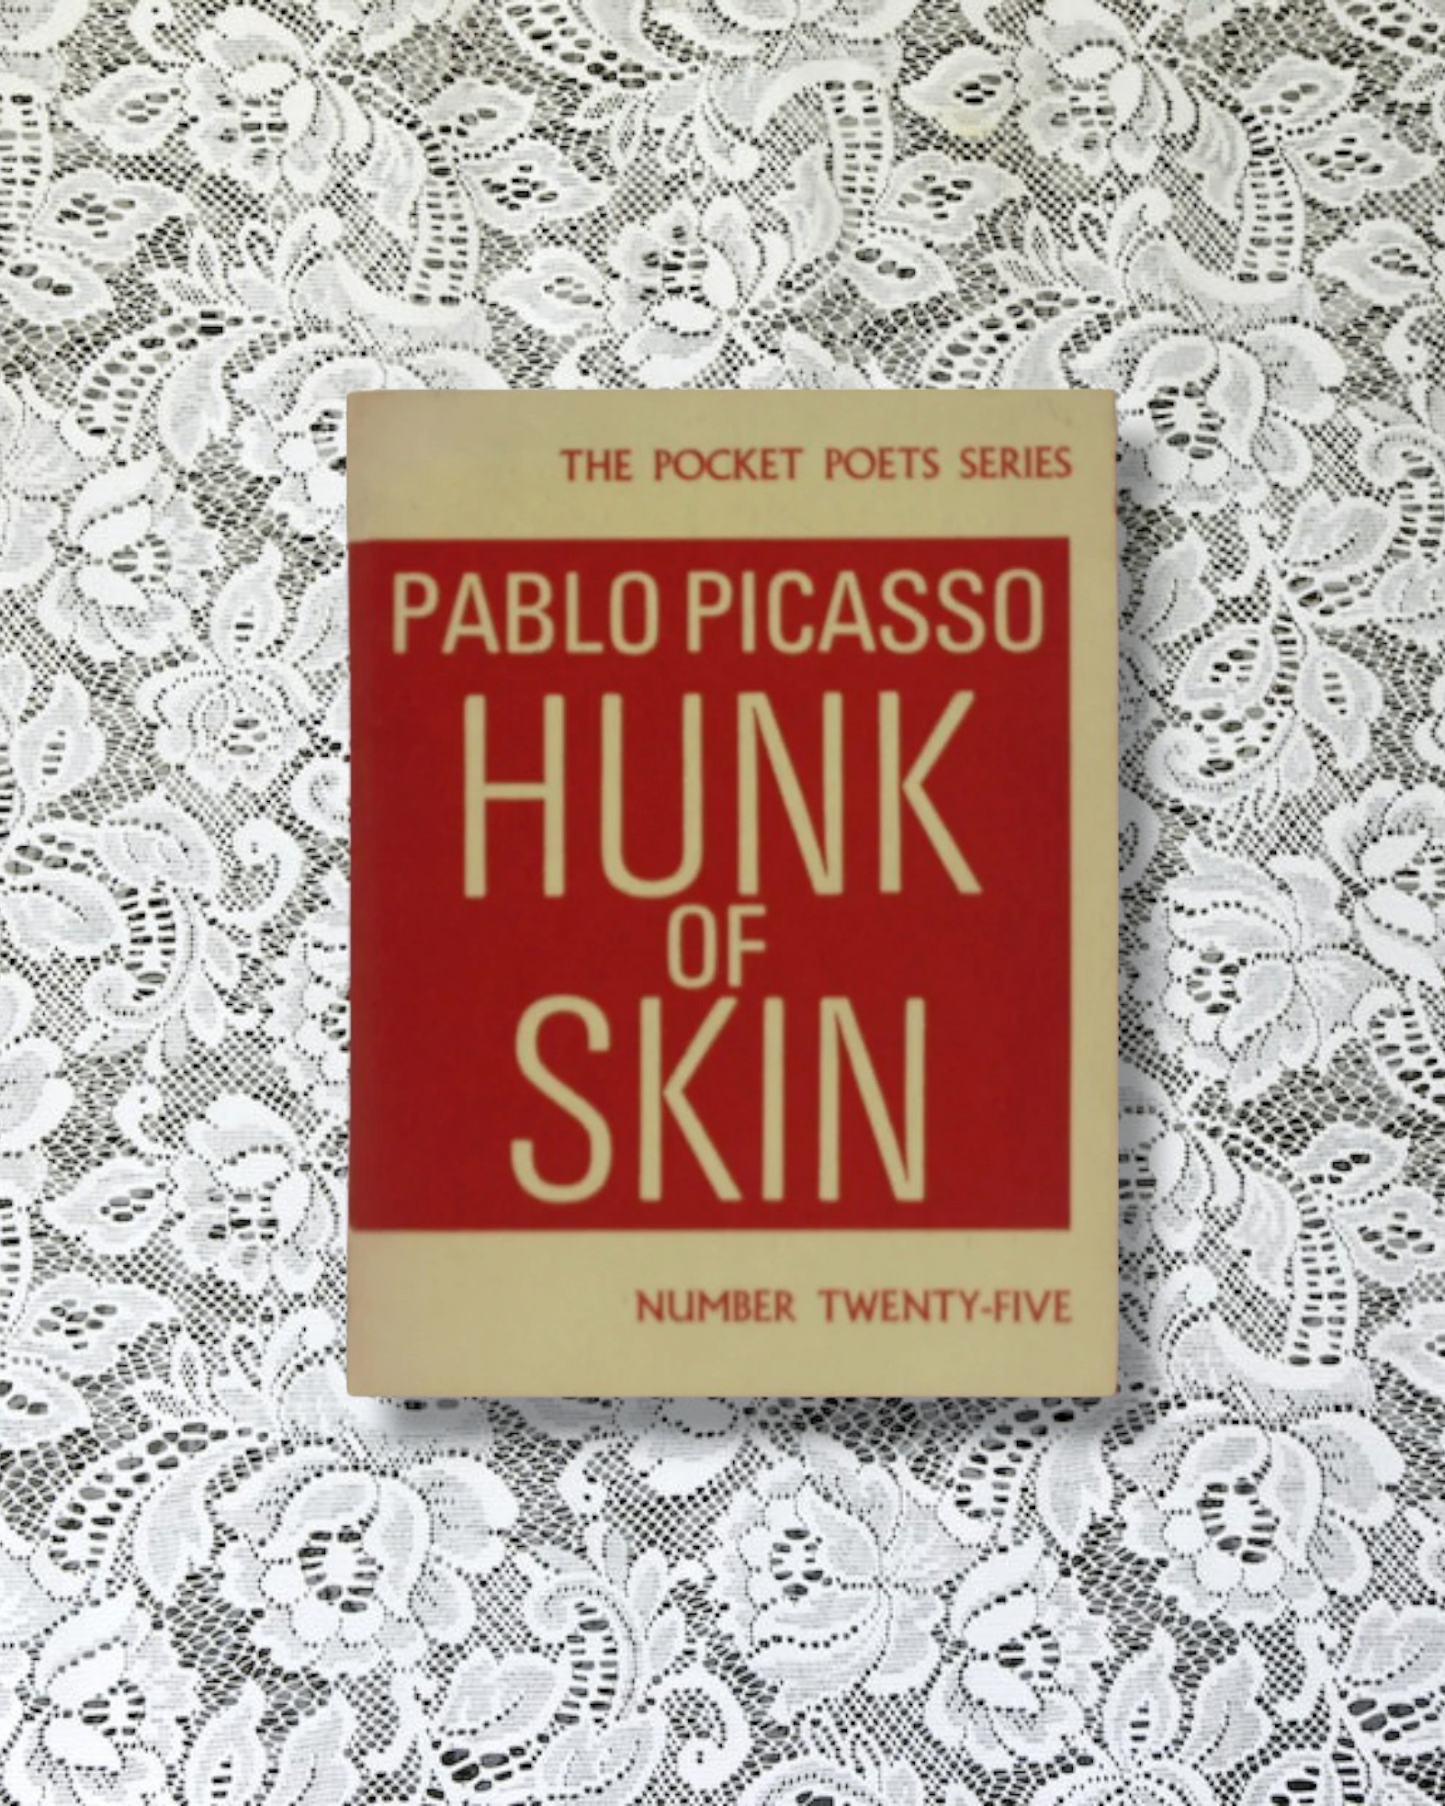 THE POCKET POETS SERIES
PABLO PICASSO
HUNK
OF
SKIN
NUMBER TWENTY-FIVE